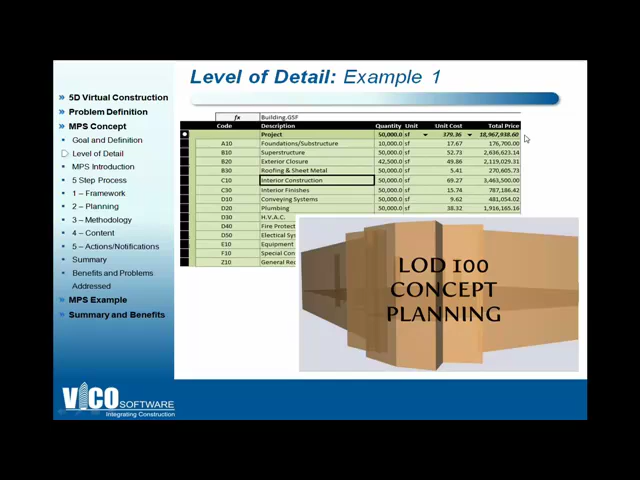 Level of Detail: Example 1
5D Virtual Construction
Problem Definition
MPS Concept
Goal and Definition
Level of Detail
MPS Introduction
5 Step Process
1 – Framework
2 – Planning
3 – Methodology
4 – Content
5 – Actions/Notifications
Summary
Benefits and Problems
Addressed
MPS Example
Summary and Benefits
VICO SOFTWARE
Integrating Construction
fx Building.GSF
Code Description Quantity Unit Unit Cost Total Price
Project 50,000.0 sf 379.36 18,967,938.60
A10 Foundations/Substructure 10,000.0 sf 17.67 176,700.00
B10 Superstructure 50,000.0 sf 52.73 2,636,623.14
B20 Exterior Closure 42,500.0 sf 49.86 2,119,029.31
B30 Roofing & Sheet Metal 50,000.0 sf 5.41 270,605.73
C10 Interior Construction 50,000.0 sf 69.27 3,463,500.00
C30 Interior Finishes 50,000.0 sf 15.74 787,186.42
D10 Conveying Systems 50,000.0 sf 9.62 481,054.02
D20 Plumbing 50,000.0 sf 38.32 1,916,165.16
D30 H.V.A.C.
D40 Fire Protect
D50 Electical Sys
E10 Equipment
F10 Special Con
Z10 General Rec
LOD 100
CONCEPT
PLANNING